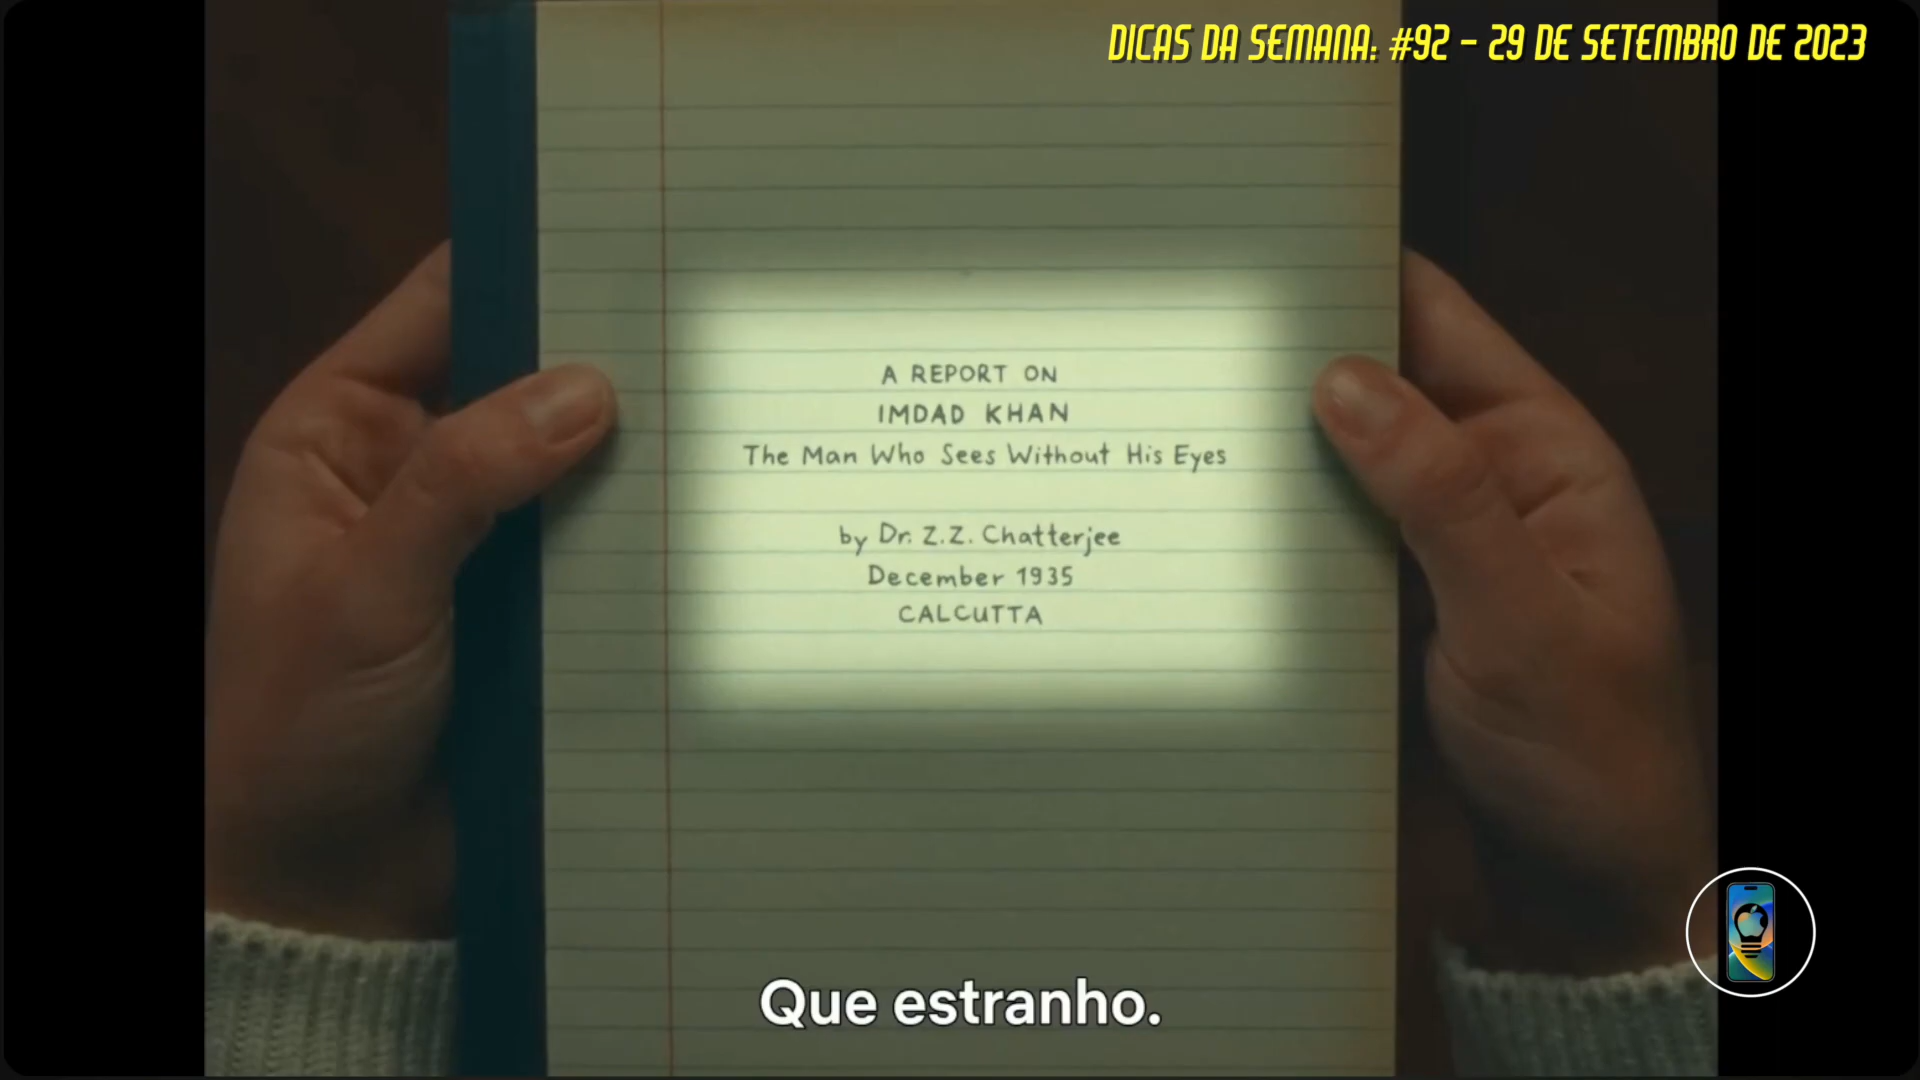 DICAS DA SEMANA: #92 - 29 DE SETEMBRO DE 2023
A REPORT ON
IMDAD KHAN
The Man Who Sees Without His Eyes
by Dr. Z.Z. Chatterjee
December 1935
CALCUTTA
Que estranho.